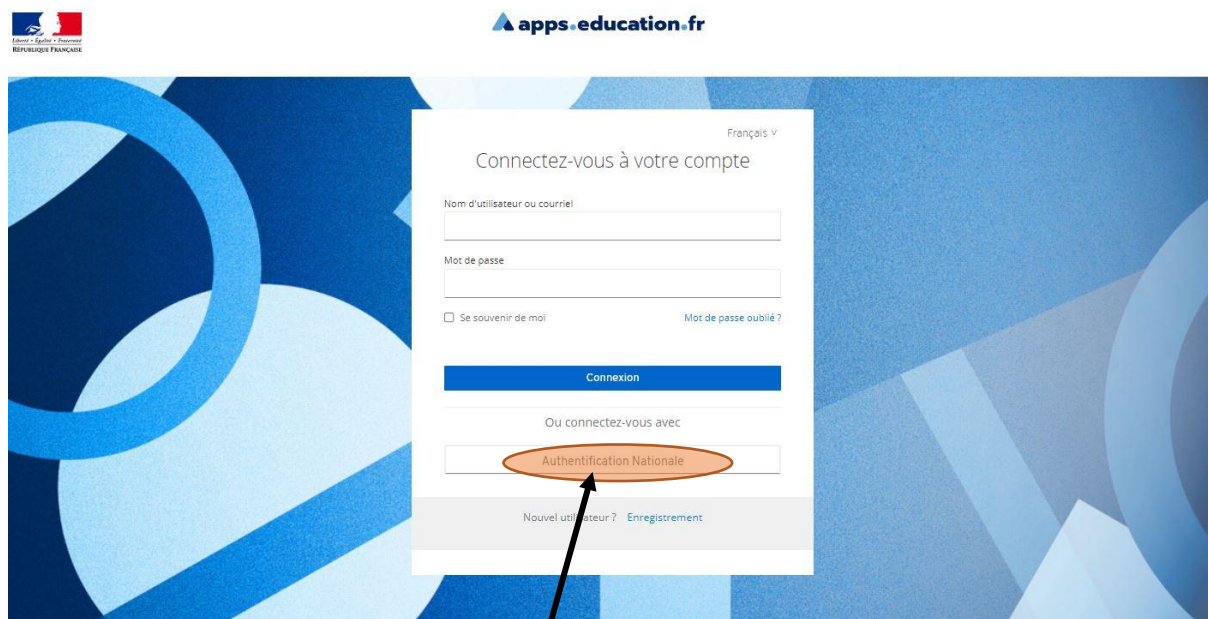 Liberté • Égalité • Fraternité
RÉPUBLIQUE FRANÇAISE
apps.education.fr
Français
Connectez-vous à votre compte
Nom d'utilisateur ou courriel
Mot de passe
Se souvenir de moi
Mot de passe oublié ?
Connexion
Ou connectez-vous avec
Authentification Nationale
Nouvel utilisateur ? Enregistrement